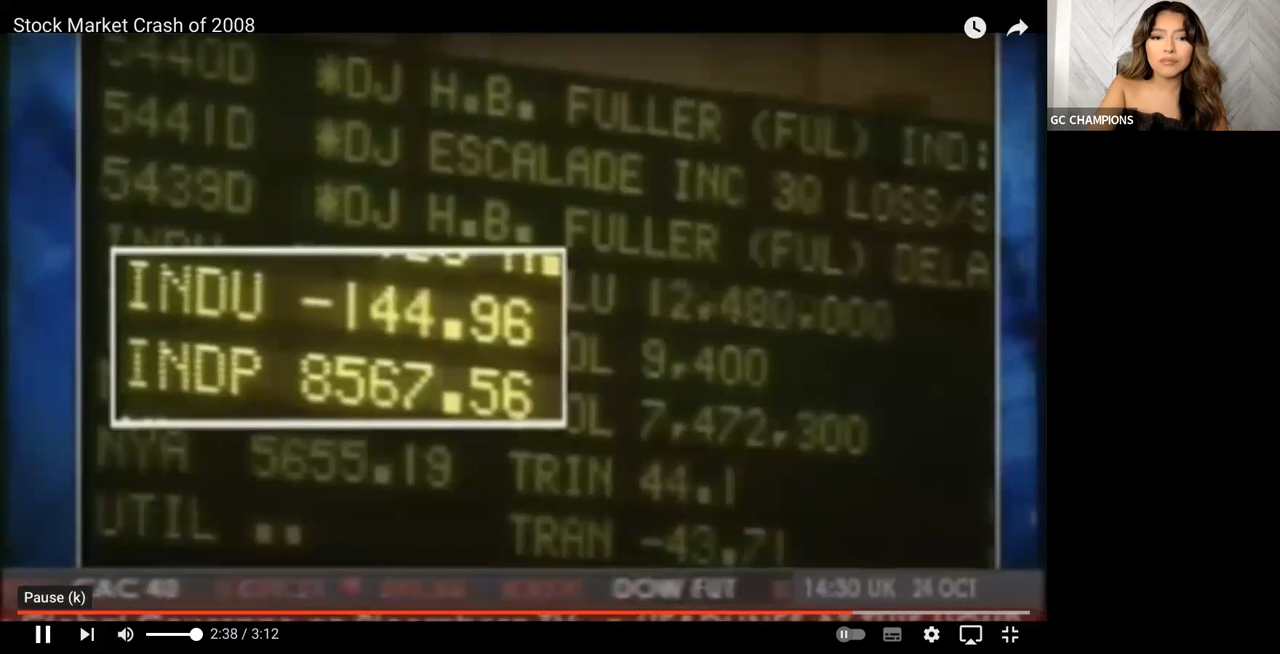 Stock Market Crash of 2008
GC CHAMPIONS
5440D *DJ H.B. FULLER (FUL) IND:
5441D *DJ ESCALADE INC 3Q LOSS/S
5439D *DJ H.B. FULLER (FUL) DELA
INDU -144.96 LU 12,480,000
INDP 8567.56 OL 9,400
OL 7,472,300
NYA 5655.19 TRIN 44.1
UTIL .. TRAN -43.71
CAC 40 DOW FUT 14:30 UK 24 OCT
Pause (k)
2:38 / 3:12